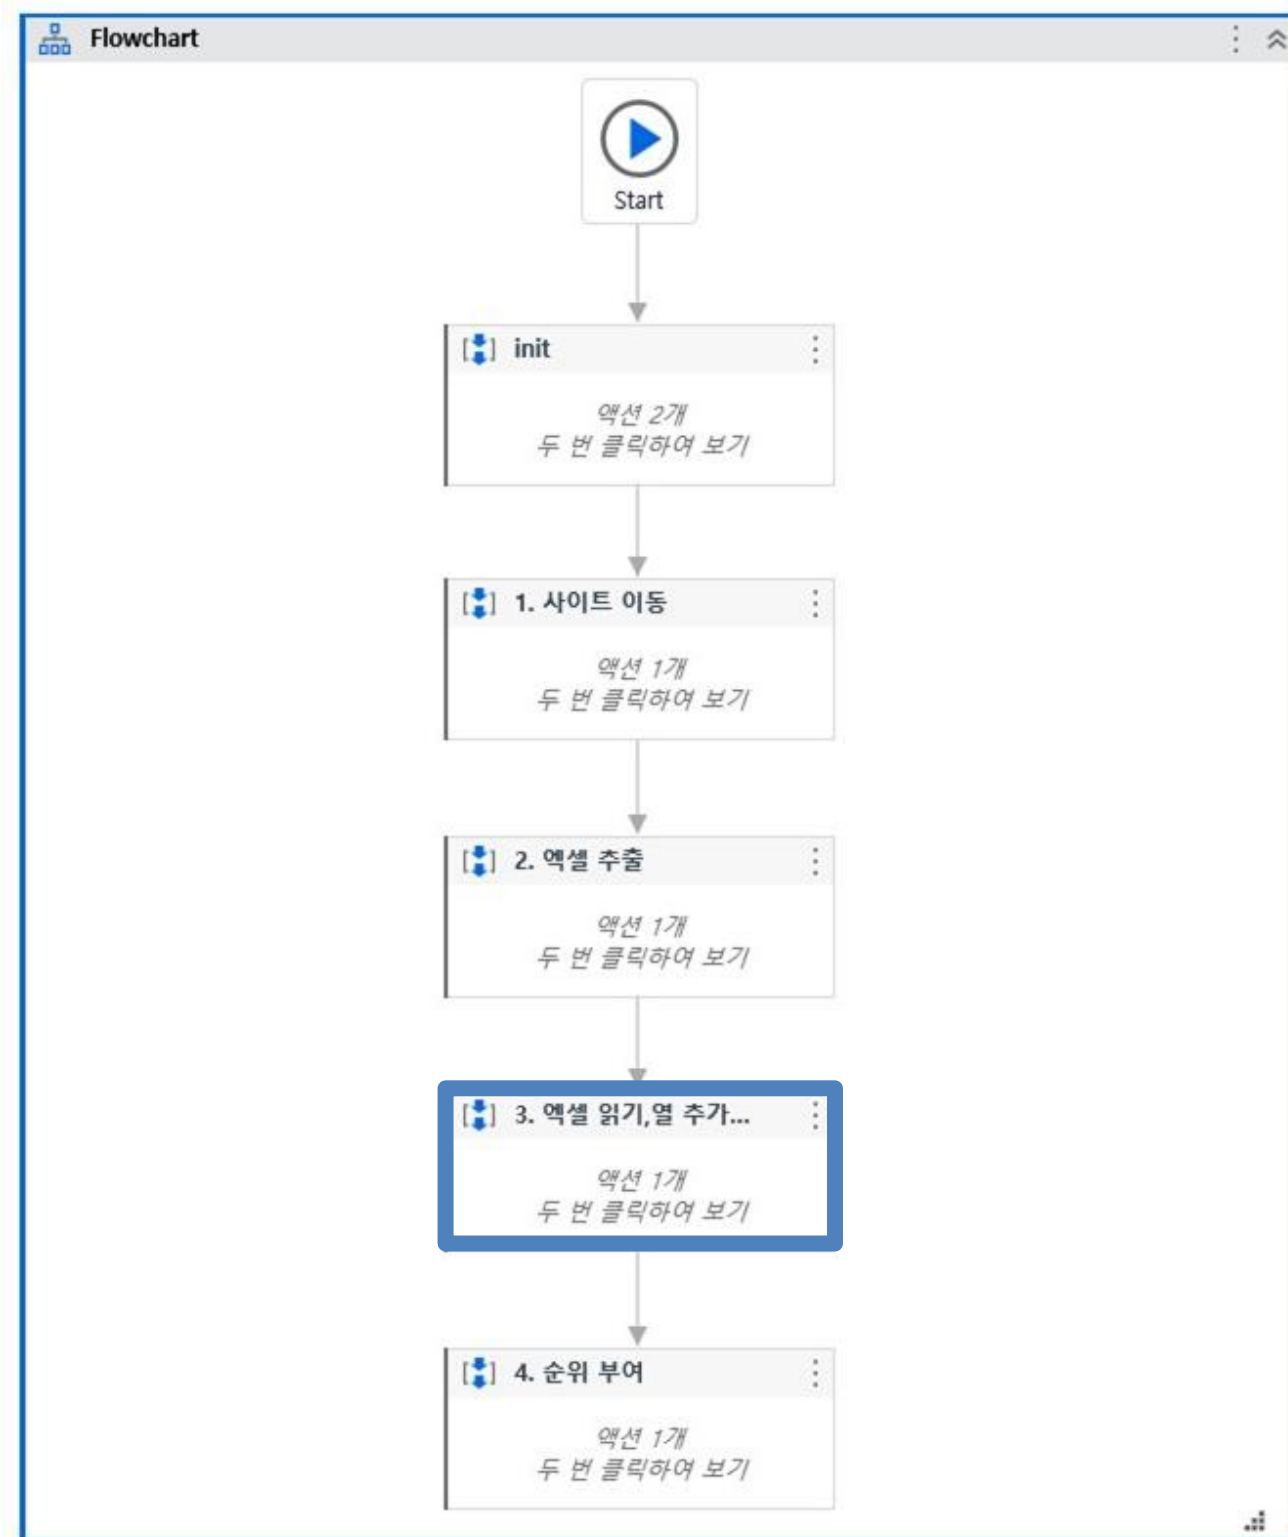 Flowchart
Start
init
액션 2개
두 번 클릭하여 보기
1. 사이트 이동
액션 1개
두 번 클릭하여 보기
2. 엑셀 추출
액션 1개
두 번 클릭하여 보기
3. 엑셀 읽기,열 추가...
액션 1개
두 번 클릭하여 보기
4. 순위 부여
액션 1개
두 번 클릭하여 보기